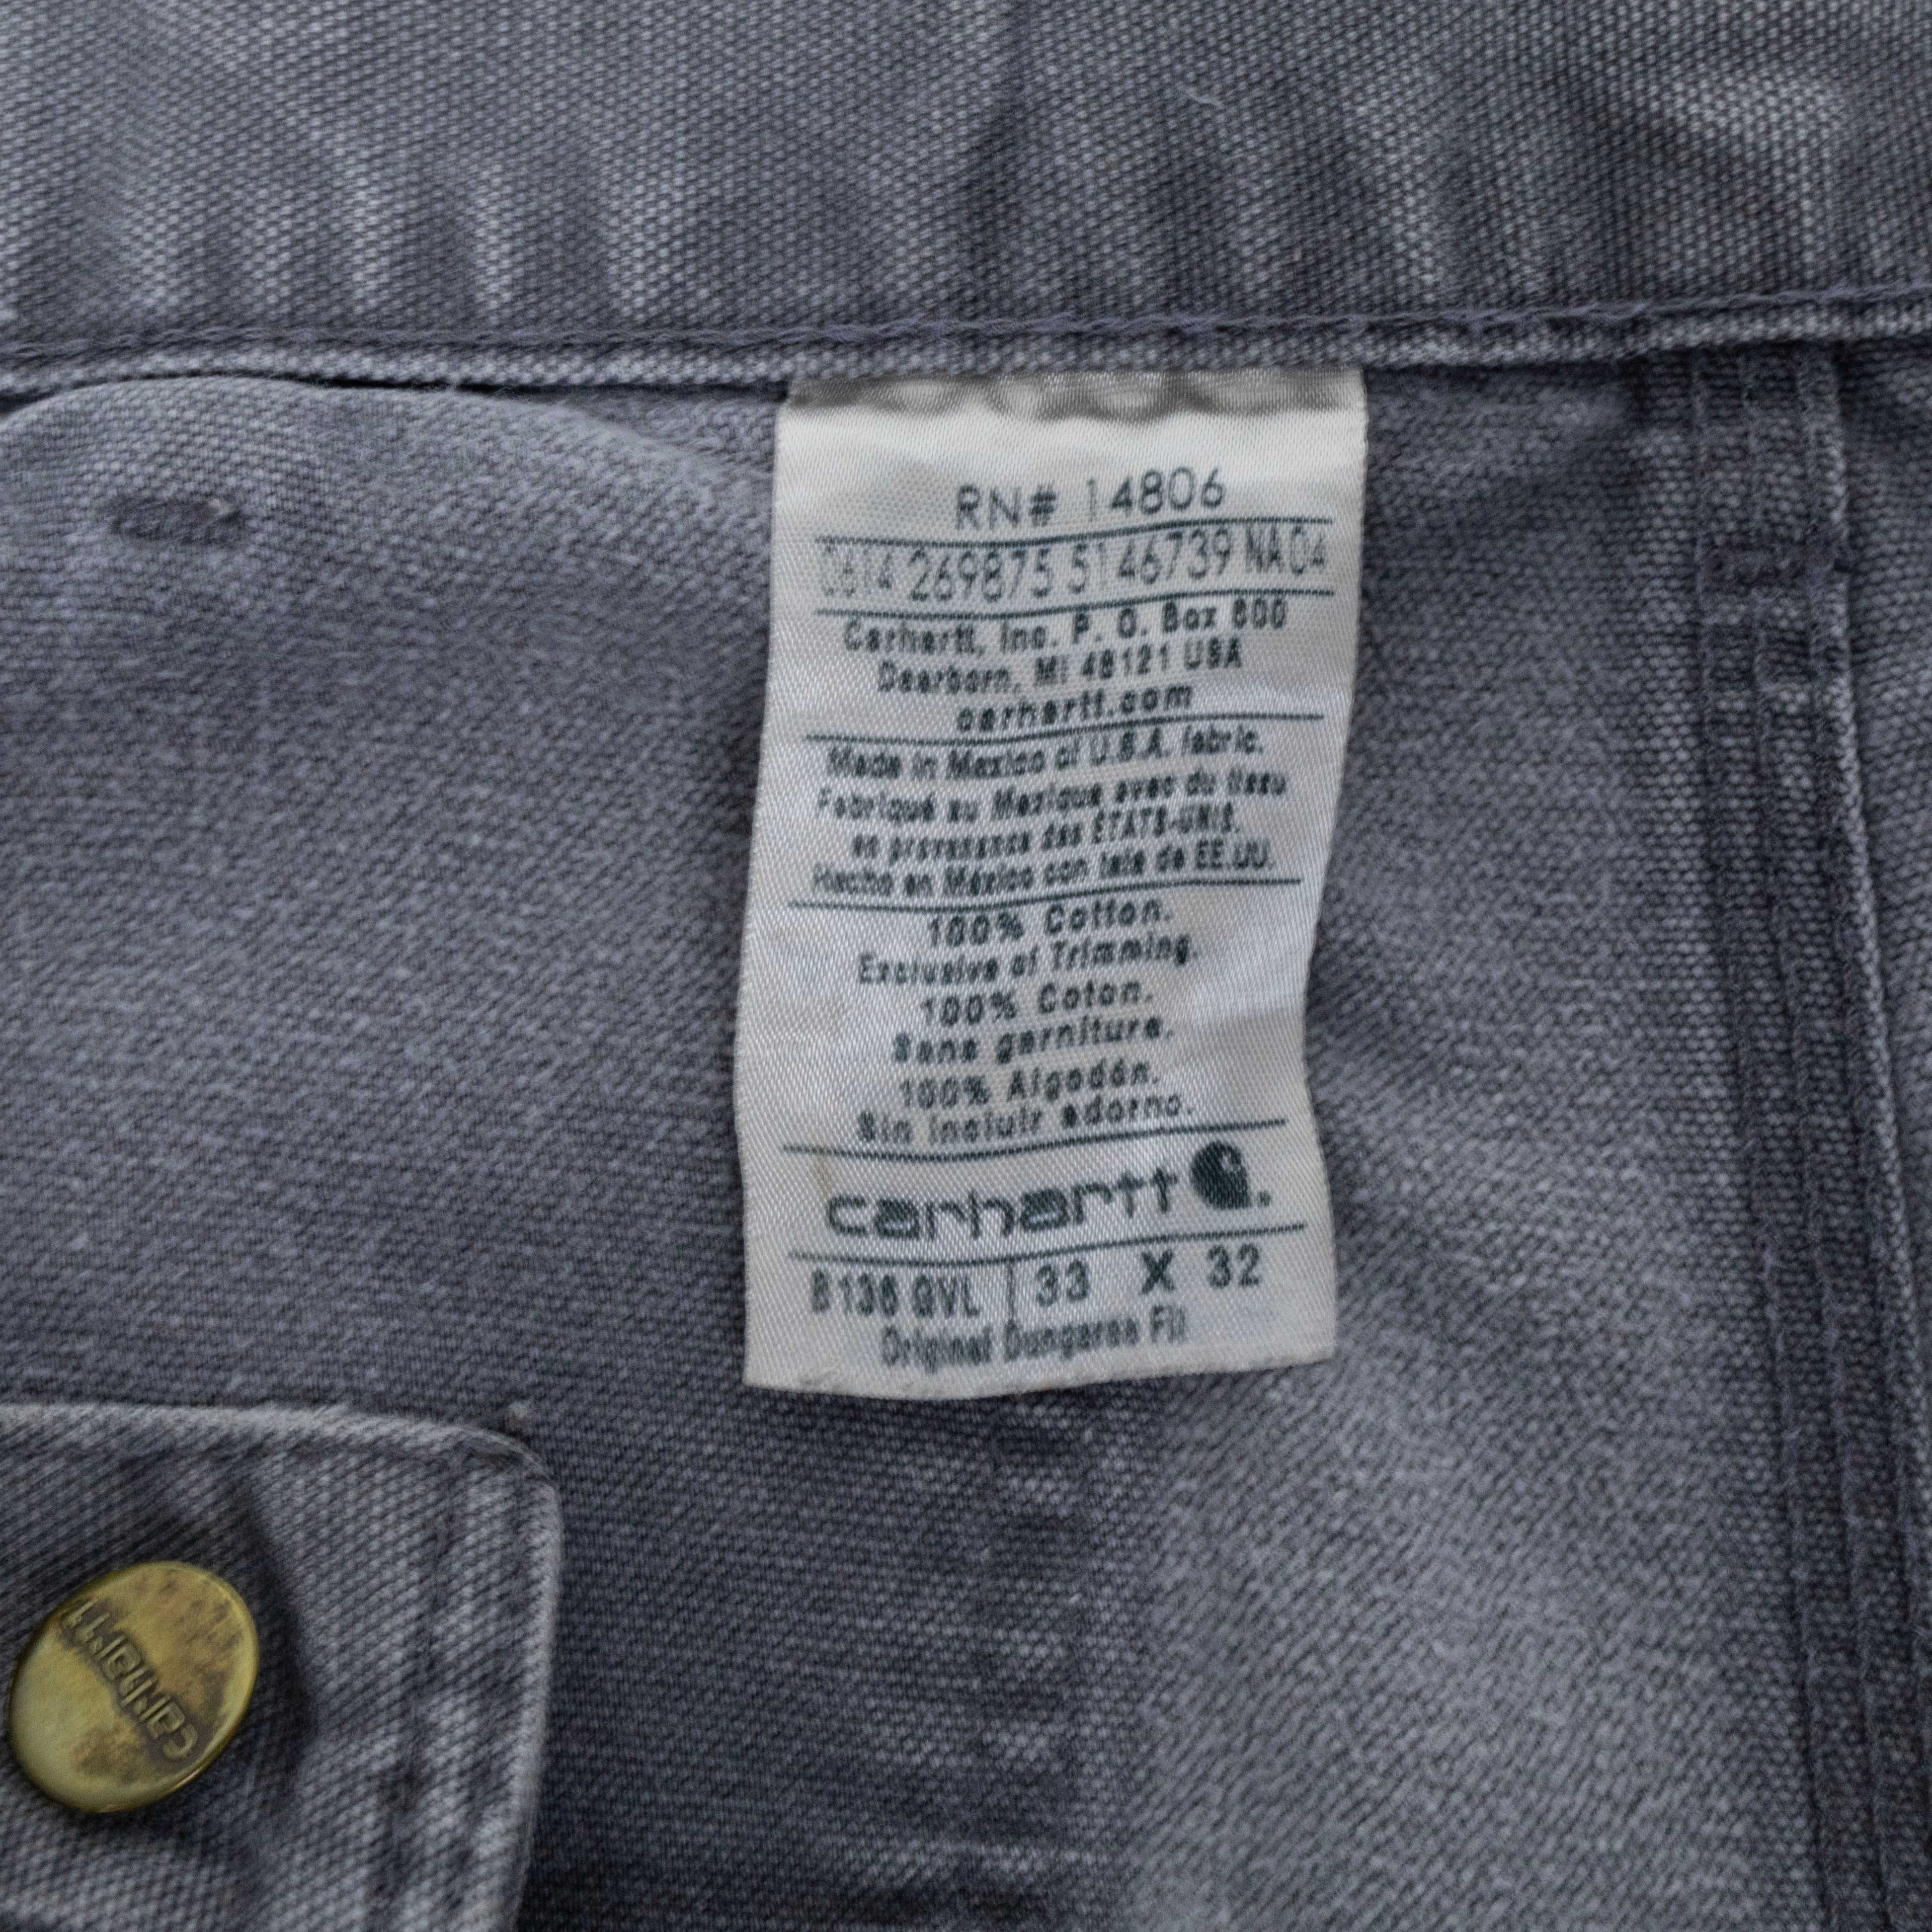 RN# 14806
0614 269875 5146739 NA04
Carhartt, Inc. P. O. Box 800
Dearborn, MI 48121 USA
carhartt.com
Made in Mexico of U.S.A. fabric.
Fabriqué au Mexique avec du tissu
en provenance des ÉTATS-UNIS.
Hecho en México con tela de EE.UU.
100% Cotton.
Exclusive of Trimming.
100% Coton.
Sans garniture.
100% Algodón.
Sin incluir adorno.
carhartt
B136 GVL 33 X 32
Original Dungaree Fit
carhartt